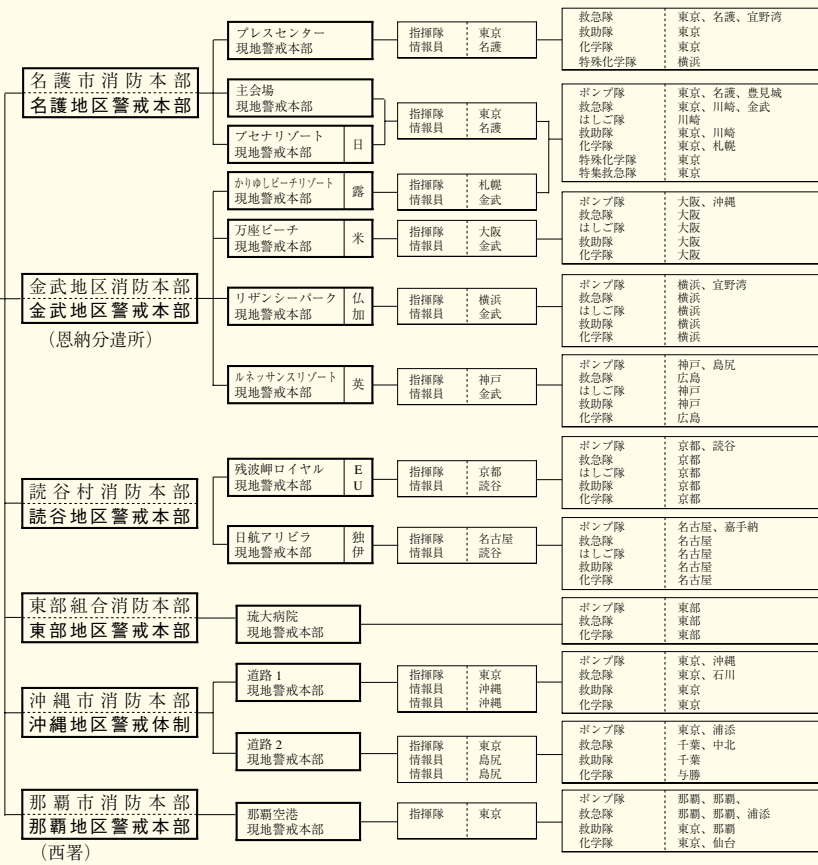 名護市消防本部
名護地区警戒本部
プレスセンター
現地警戒本部
指揮隊 東京
情報員 名護
救急隊 東京、名護、宜野湾
救助隊 東京
化学隊 東京
特殊化学隊 横浜
主会場
現地警戒本部
ブセナリゾート
現地警戒本部
日
指揮隊 東京
情報員 名護
ポンプ隊 東京、名護、豊見城
救急隊 東京、川崎、金武
はしご隊 川崎
救助隊 東京、川崎
化学隊 東京、札幌
特殊化学隊 東京
特集救急隊 東京
金武地区消防本部
金武地区警戒本部
(恩納分遣所)
かりゆしビーチリゾート
現地警戒本部
露
指揮隊 札幌
情報員 金武
万座ビーチ
現地警戒本部
米
指揮隊 大阪
情報員 金武
ポンプ隊 大阪、沖縄
救急隊 大阪
はしご隊 大阪
救助隊 大阪
化学隊 大阪
リザンシーパーク
現地警戒本部
仏
加
指揮隊 横浜
情報員 金武
ポンプ隊 横浜、宜野湾
救急隊 横浜
はしご隊 横浜
救助隊 横浜
化学隊 横浜
ルネッサンスリゾート
現地警戒本部
英
指揮隊 神戸
情報員 金武
ポンプ隊 神戸、島尻
救急隊 広島
はしご隊 神戸
救助隊 神戸
化学隊 広島
読谷村消防本部
読谷地区警戒本部
残波岬ロイヤル
現地警戒本部
E
U
指揮隊 京都
情報員 読谷
ポンプ隊 京都、読谷
救急隊 京都
はしご隊 京都
救助隊 京都
化学隊 京都
日航アリビラ
現地警戒本部
独
伊
指揮隊 名古屋
情報員 読谷
ポンプ隊 名古屋、嘉手納
救急隊 名古屋
はしご隊 名古屋
救助隊 名古屋
化学隊 名古屋
東部組合消防本部
東部地区警戒本部
琉大病院
現地警戒本部
ポンプ隊 東部
救急隊 東部
化学隊 東部
沖縄市消防本部
沖縄地区警戒体制
道路1
現地警戒本部
指揮隊 東京
情報員 沖縄
情報員 沖縄
ポンプ隊 東京、沖縄
救急隊 東京、石川
救助隊 東京
化学隊 東京
道路2
現地警戒本部
指揮隊 東京
情報員 島尻
情報員 島尻
ポンプ隊 東京、浦添
救急隊 千葉、中北
救助隊 千葉
化学隊 与勝
那覇市消防本部
那覇地区警戒本部
(西署)
那覇空港
現地警戒本部
指揮隊 東京
ポンプ隊 那覇、那覇、
救急隊 那覇、那覇、浦添
救助隊 東京、那覇
化学隊 東京、仙台